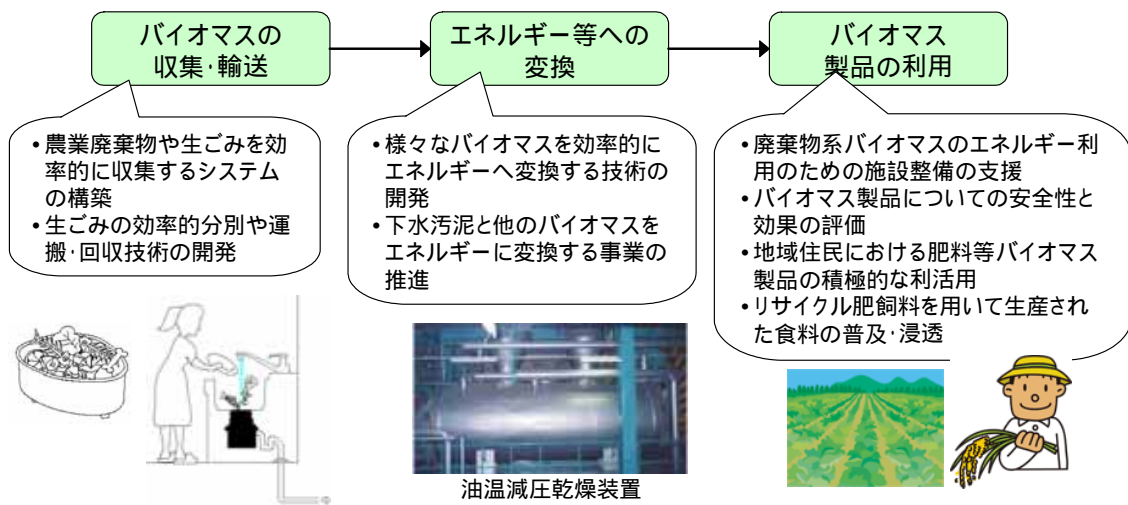 バイオマスの
収集・輸送
エネルギー等への
変換
バイオマス
製品の利用
•農業廃棄物や生ごみを効
率的に収集するシステム
の構築
•生ごみの効率的分別や運
搬・回収技術の開発
•様々なバイオマスを効率的に
エネルギーへ変換する技術の
開発
•下水汚泥と他のバイオマスを
エネルギーに変換する事業の
推進
•廃棄物系バイオマスのエネルギー利
用のための施設整備の支援
•バイオマス製品についての安全性と
効果の評価
•地域住民における肥料等バイオマス
製品の積極的な利活用
•リサイクル肥飼料を用いて生産され
た食料の普及・浸透
油温減圧乾燥装置